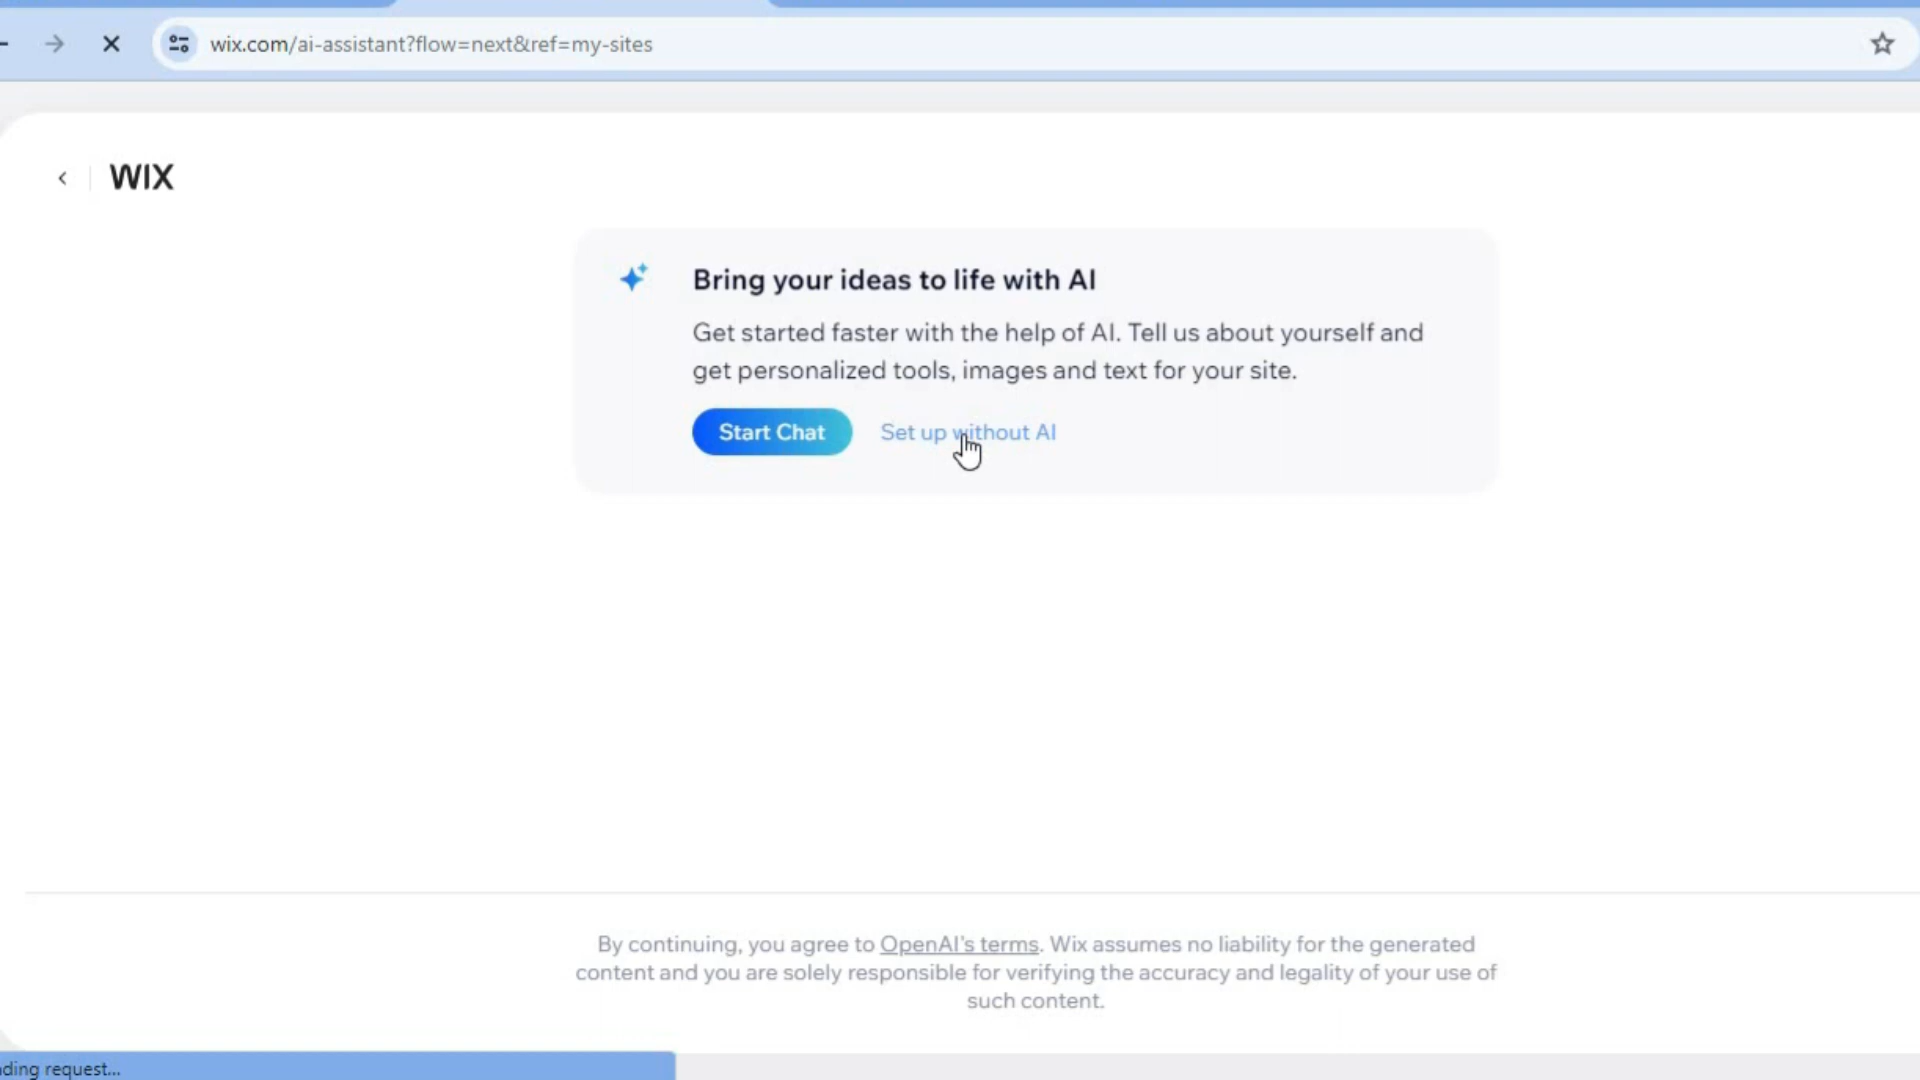 wix.com/ai-assistant?flow=next&ref=my-sites
WIX
Bring your ideas to life with AI
Get started faster with the help of AI. Tell us about yourself and
get personalized tools, images and text for your site.
Start Chat Set up without AI
By continuing, you agree to OpenAI's terms. Wix assumes no liability for the generated
content and you are solely responsible for verifying the accuracy and legality of your use of
such content.
ding request...